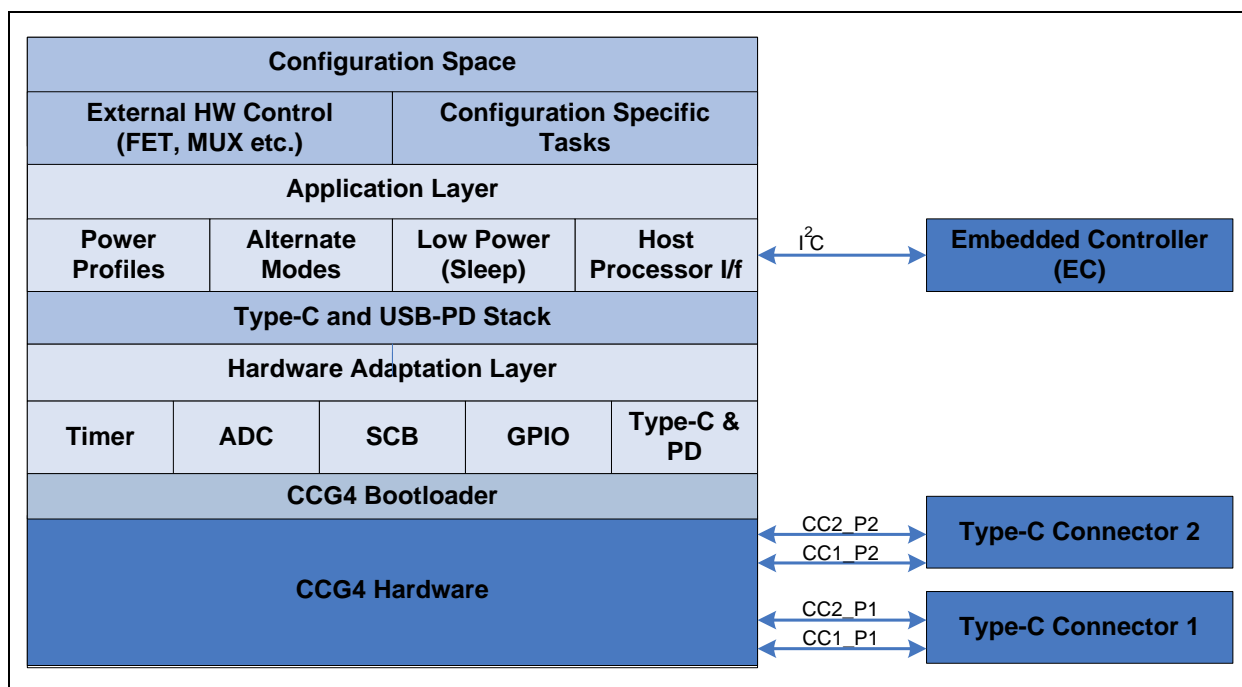 Configuration Space
External HW Control
(FET, MUX etc.)
Configuration Specific
Tasks
Application Layer
Power
Profiles
Alternate
Modes
Low Power
(Sleep)
Host
Processor I/f
I²C
Embedded Controller
(EC)
Type-C and USB-PD Stack
Hardware Adaptation Layer
Timer
ADC
SCB
GPIO
Type-C &
PD
CCG4 Bootloader
CCG4 Hardware
CC2_P2
CC1_P2
Type-C Connector 2
CC2_P1
CC1_P1
Type-C Connector 1